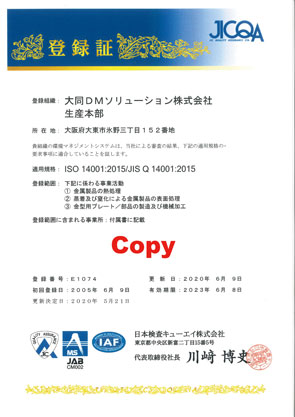 JICQA
登録証
登録組織： 大同DMソリューション株式会社
生産本部
所在地： 大阪府大東市氷野三丁目152番地
貴組織の環境マネジメントシステムは、当社による審査の結果、下記の適用規格の
要求事項に適合していることを証します。
適用規格： ISO 14001:2015/JIS Q 14001:2015
登録範囲： 下記に係わる事業活動
① 金属製品の熱処理
② 蒸着及び窒化による金属製品の表面処理
③ 金型用プレート／部品の製造及び機械加工
登録範囲に含まれる事業所：付属書に記載
Copy
登録番号：E1074 更新日：2020年 6月 9日
初回登録日：2005年 6月 9日 有効期限：2023年 6月 8日
更新決定日：2020年 5月21日
MS
JAB
CM002
IAF
日本検査キューエイ株式会社
東京都中央区新富二丁目15番5号
代表取締役社長 川崎 博史